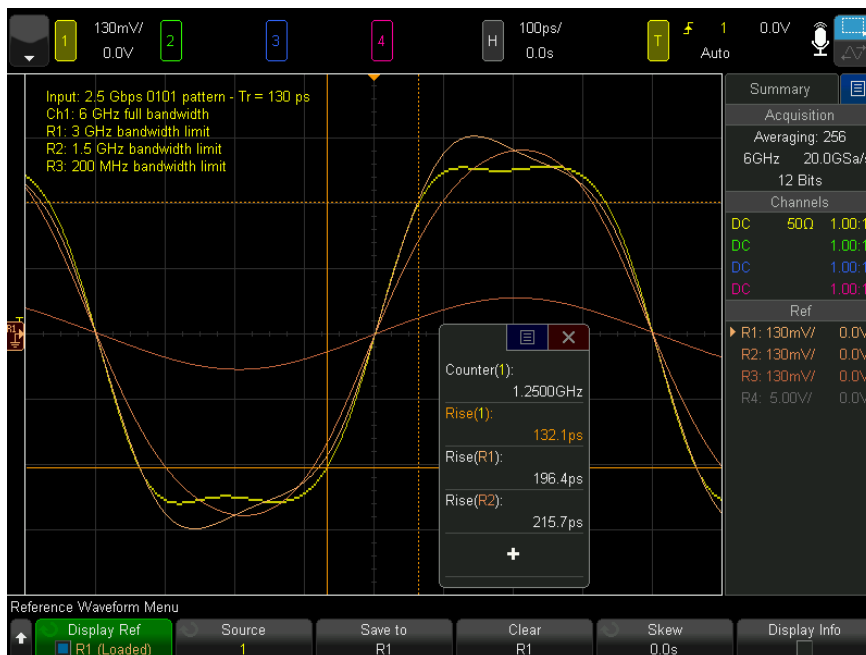 1
130mV/
0.0V
2
3
4
H
100ps/
0.0s
T
1
0.0V
Auto
Input: 2.5 Gbps 0101 pattern - Tr = 130 ps
Ch1: 6 GHz full bandwidth
R1: 3 GHz bandwidth limit
R2: 1.5 GHz bandwidth limit
R3: 200 MHz bandwidth limit
T
R1
Summary
Acquisition
Averaging: 256
6GHz 20.0GSa/s
12 Bits
Channels
DC 50Ω 1.00:1
DC 1.00:1
DC 1.00:1
DC 1.00:1
Ref
R1: 130mV/ 0.0V
R2: 130mV/ 0.0V
R3: 130mV/ 0.0V
R4: 5.00V/ 0.0V
Counter(1):
1.2500GHz
Rise(1):
132.1ps
Rise(R1):
196.4ps
Rise(R2):
215.7ps
Reference Waveform Menu
Display Ref
R1 (Loaded)
Source
1
Save to
R1
Clear
R1
Skew
0.0s
Display Info